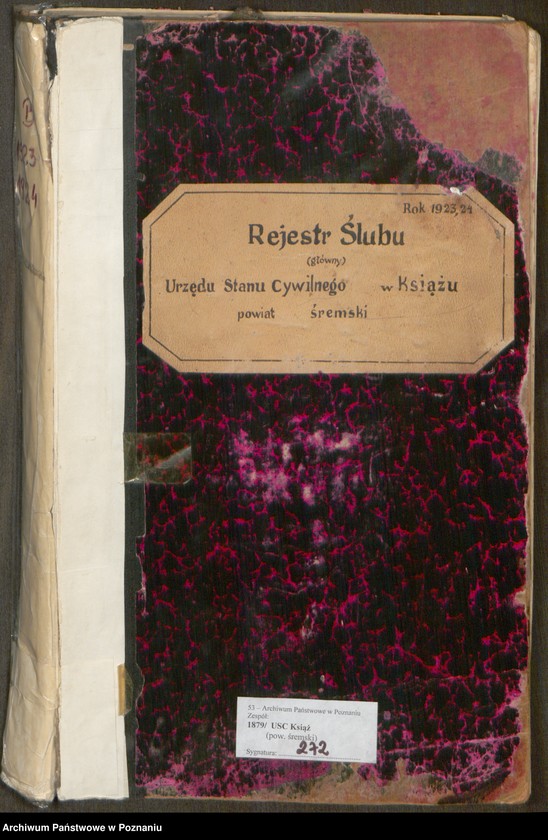 1923
Rok 1923,24
Rejestr Ślubu
(główny)
Urzędu Stanu Cywilnego w Książu
powiat śremski
53 – Archiwum Państwowe w Poznaniu
Zespół:
1879/ USC Książ
(pow. śremski)
Sygnatura: 272
Archiwum Państwowe w Poznaniu